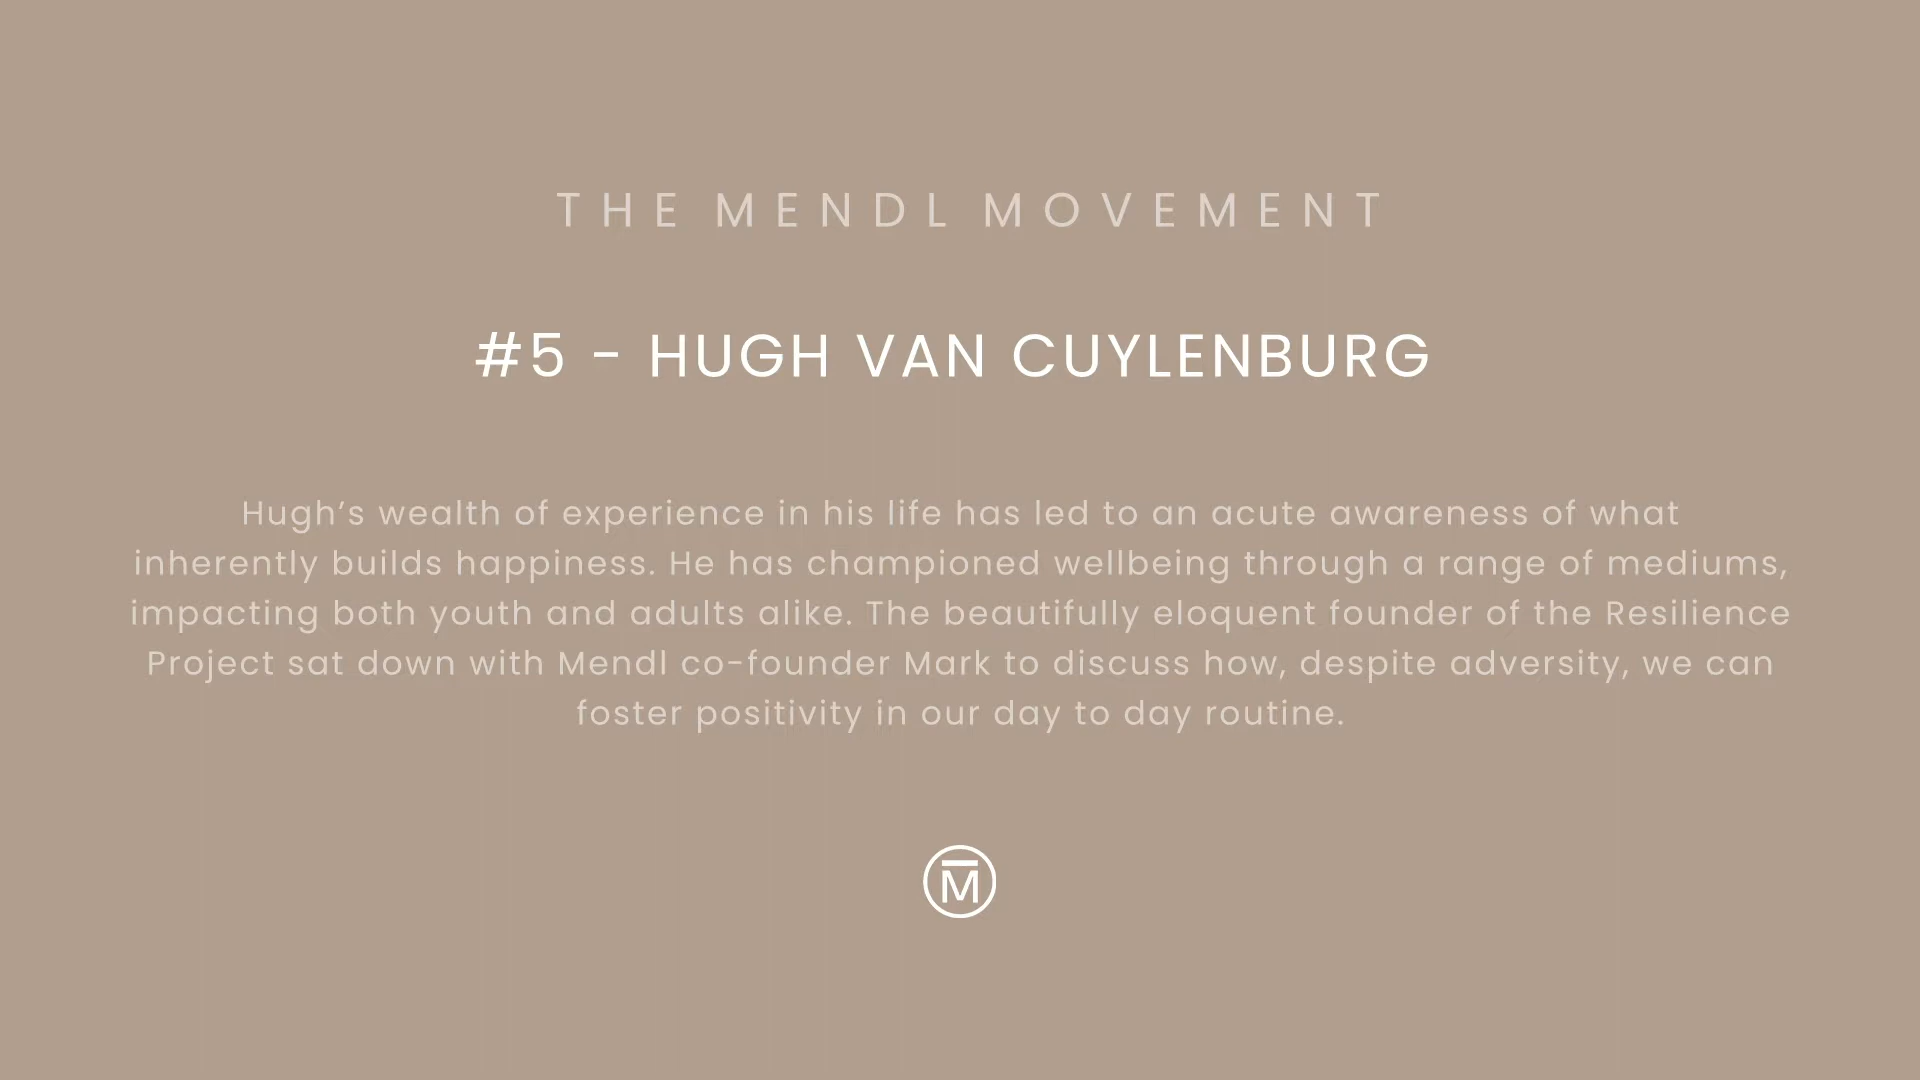 THE MENDL MOVEMENT
#5 - HUGH VAN CUYLENBURG
Hugh’s wealth of experience in his life has led to an acute awareness of what
inherently builds happiness. He has championed wellbeing through a range of mediums,
impacting both youth and adults alike. The beautifully eloquent founder of the Resilience
Project sat down with Mendl co-founder Mark to discuss how, despite adversity, we can
foster positivity in our day to day routine.
M